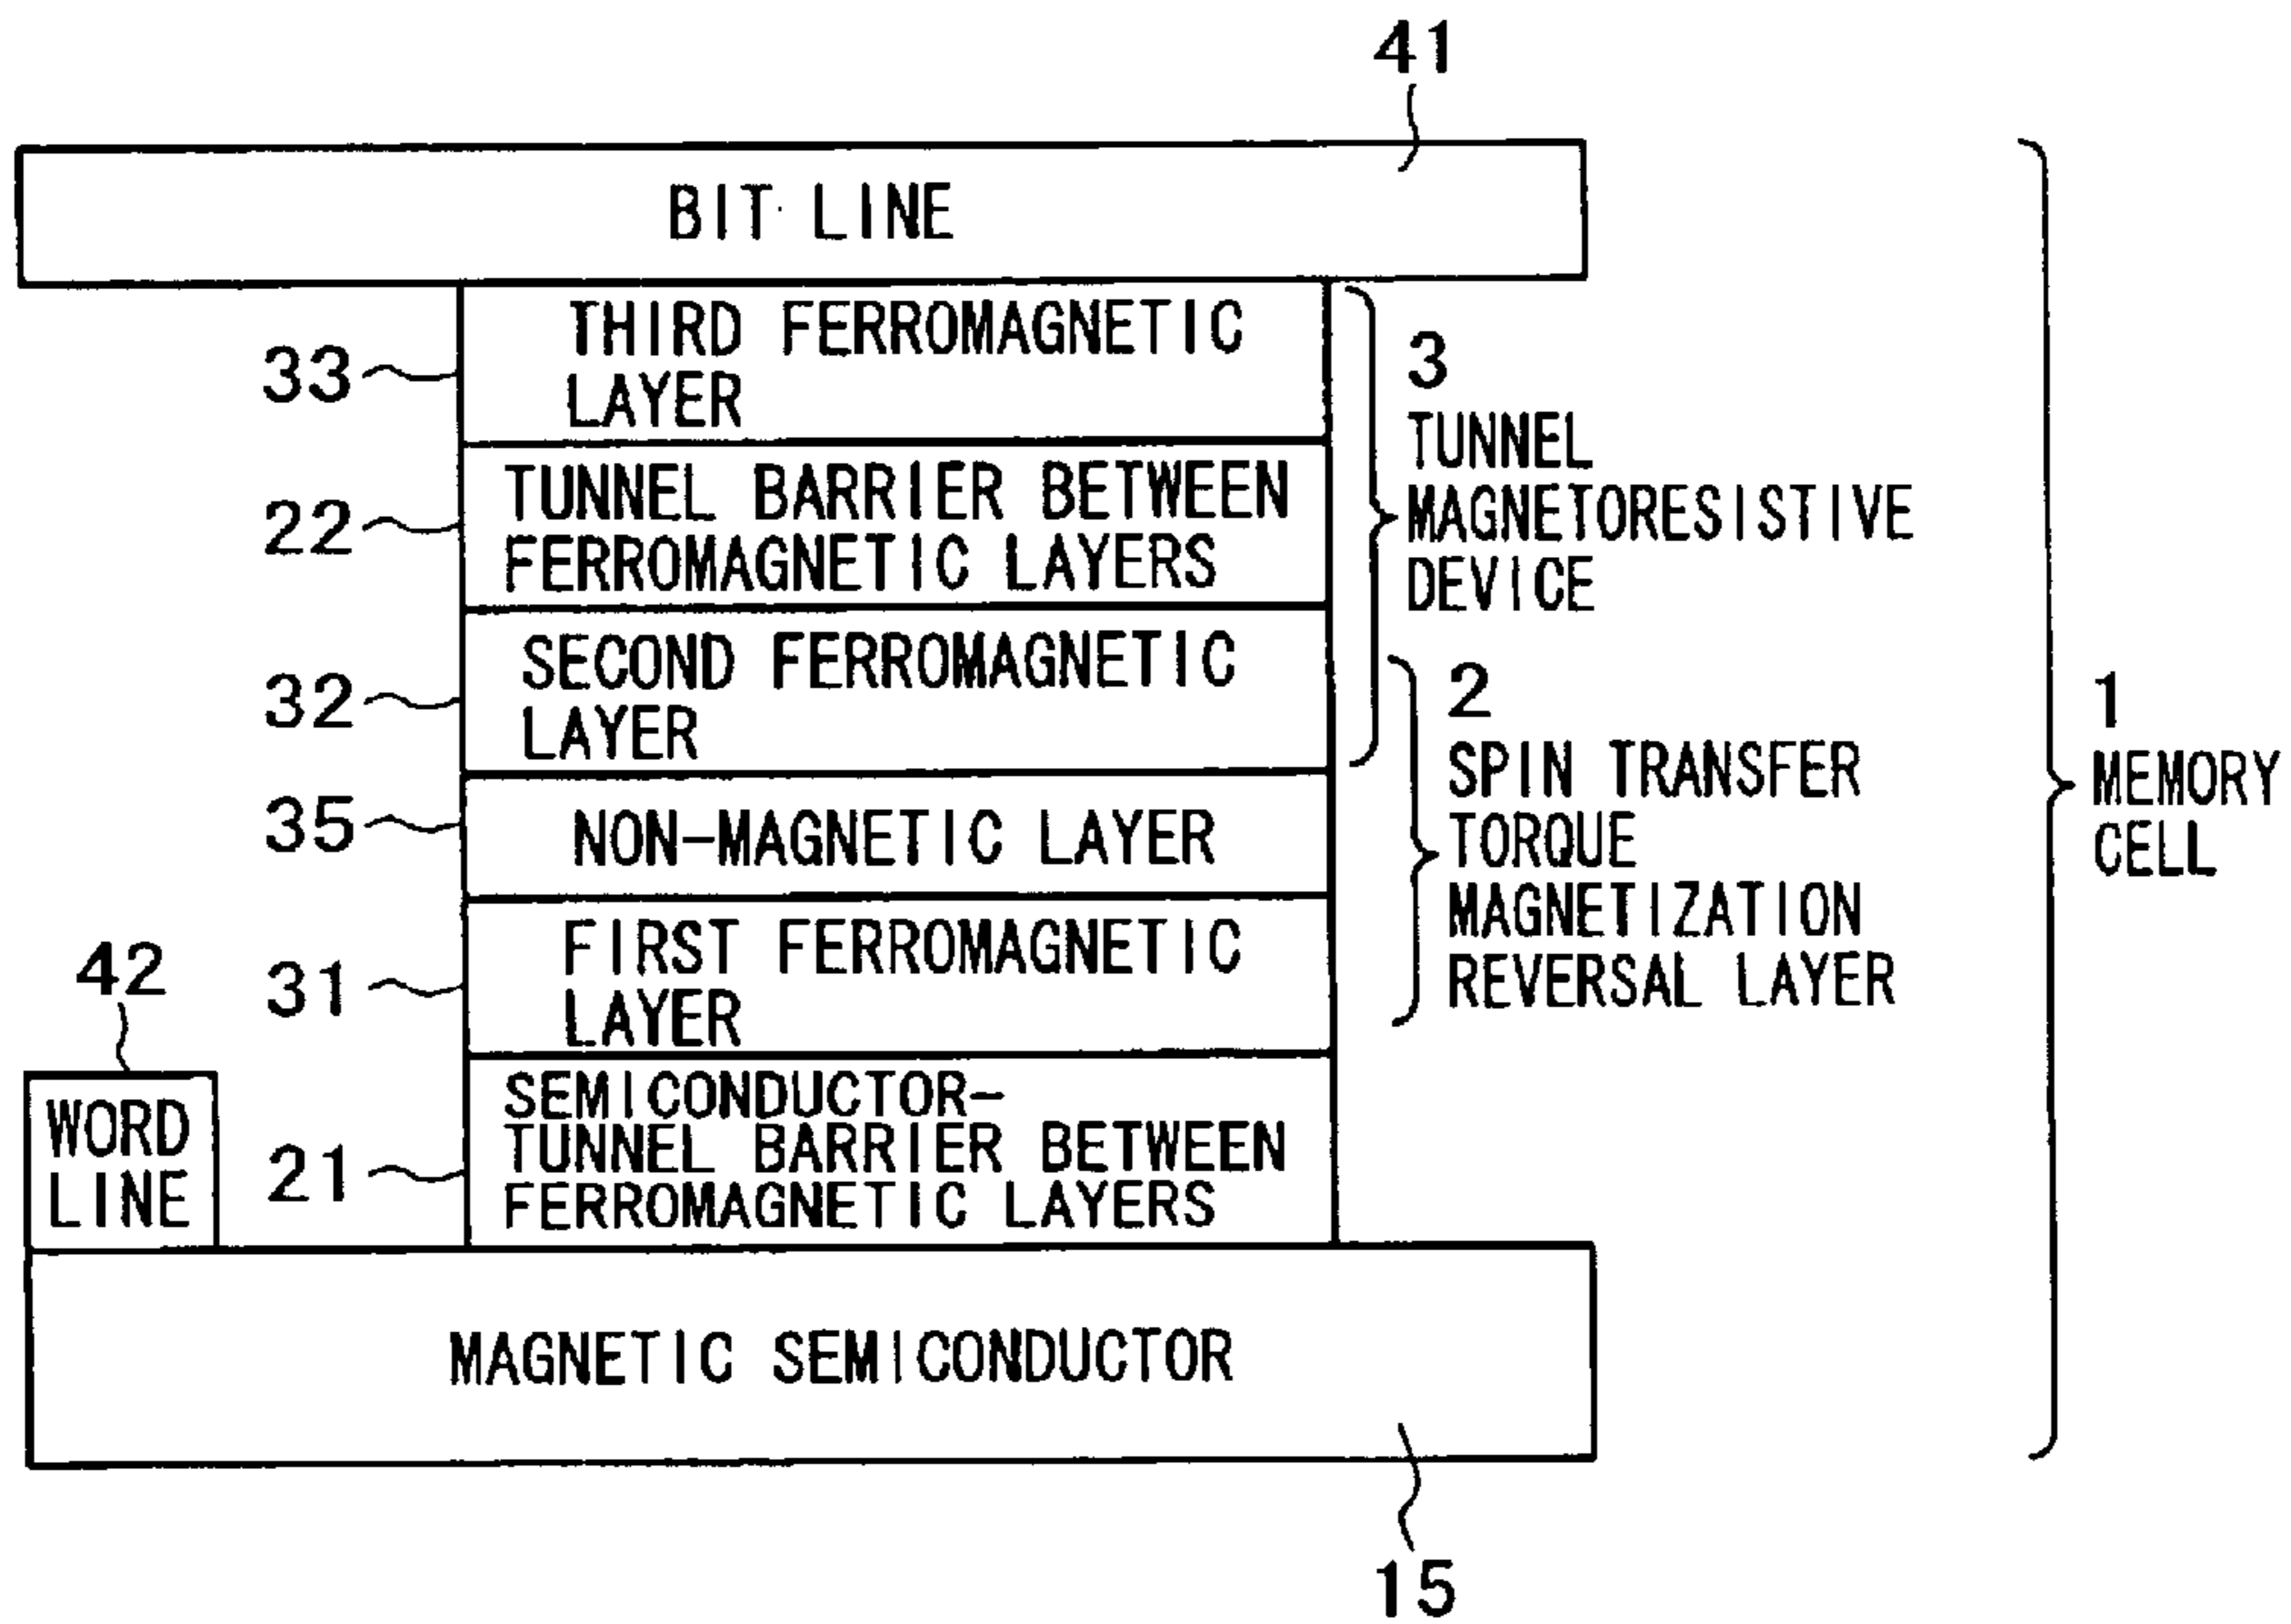 41
BIT LINE
33
THIRD FERROMAGNETIC
LAYER
22
TUNNEL BARRIER BETWEEN
FERROMAGNETIC LAYERS
32
SECOND FERROMAGNETIC
LAYER
35
NON-MAGNETIC LAYER
31
FIRST FERROMAGNETIC
LAYER
21
SEMICONDUCTOR-
TUNNEL BARRIER BETWEEN
FERROMAGNETIC LAYERS
42
WORD
LINE
MAGNETIC SEMICONDUCTOR
15
3
TUNNEL
MAGNETORESISTIVE
DEVICE
2
SPIN TRANSFER
TORQUE
MAGNETIZATION
REVERSAL LAYER
1
MEMORY
CELL